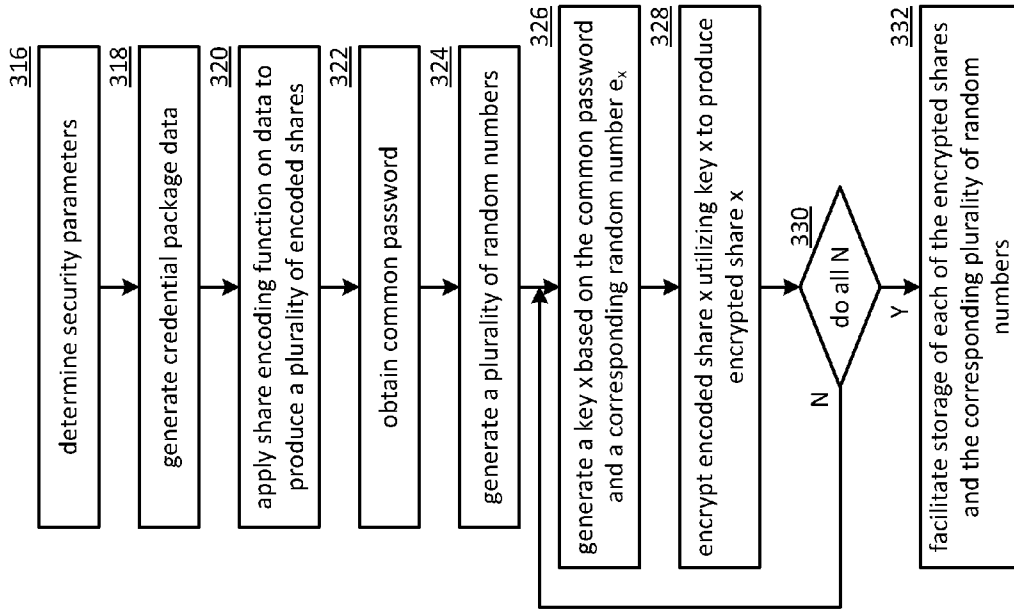 316
determine security parameters
318
generate credential package data
320
apply share encoding function on data to
produce a plurality of encoded shares
322
obtain common password
324
generate a plurality of random numbers
326
generate a key x based on the common password
and a corresponding random number eₓ
328
encrypt encoded share x utilizing key x to produce
encrypted share x
330
do all N
N
Y
332
facilitate storage of each of the encrypted shares
and the corresponding plurality of random
numbers